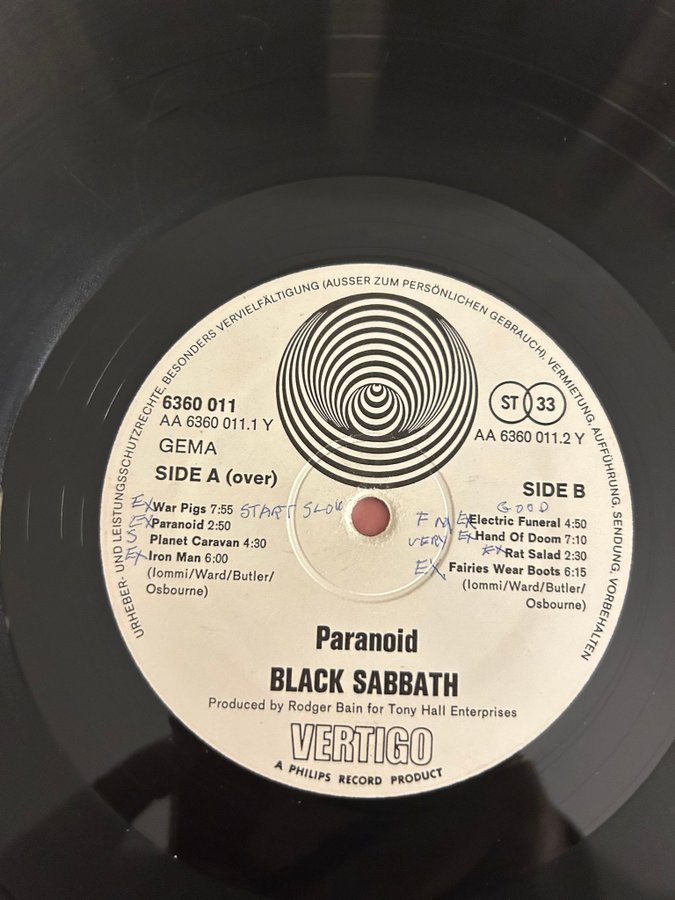 URHEBER- UND LEISTUNGSSCHUTZRECHTE, BESONDERS VERVIELFÄLTIGUNG (AUSSER ZUM PERSÖNLICHEN GEBRAUCH), VERMIETUNG, AUFFÜHRUNG, SENDUNG, VORBEHALTEN
6360 011
AA 6360 011.1 Y
GEMA
SIDE A (over)
EX War Pigs 7:55 START SLOW
EX Paranoid 2:50
S Planet Caravan 4:30
EX Iron Man 6:00
(Iommi/Ward/Butler/
Osbourne)
ST 33
AA 6360 011.2 Y
SIDE B
GOOD
EX Electric Funeral 4:50
VERY EX Hand Of Doom 7:10
EX Rat Salad 2:30
EX Fairies Wear Boots 6:15
(Iommi/Ward/Butler/
Osbourne)
Paranoid
BLACK SABBATH
Produced by Rodger Bain for Tony Hall Enterprises
VERTIGO
A PHILIPS RECORD PRODUCT